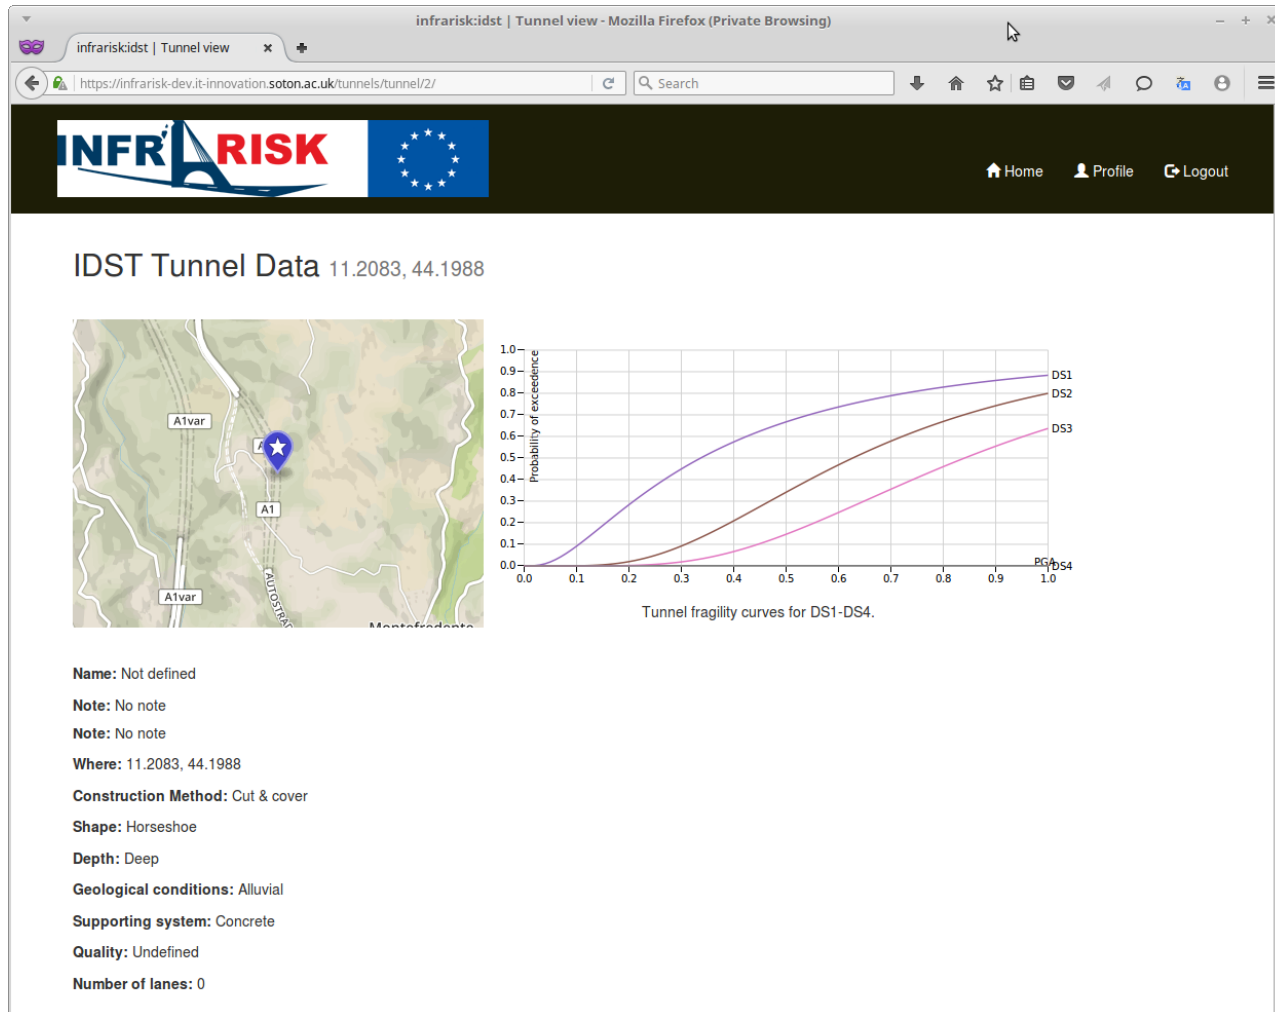 infrarisk:idst | Tunnel view - Mozilla Firefox (Private Browsing)
infrarisk:idst | Tunnel view
https://infrarisk-dev.it-innovation.soton.ac.uk/tunnels/tunnel/2/
Search
INFRARISK
Home
Profile
Logout
IDST Tunnel Data 11.2083, 44.1988
A1var
A1
AUTOSTRA
A1var
Montefredente
Probability of exceedence
1.0
0.9
0.8
0.7
0.6
0.5
0.4
0.3
0.2
0.1
0.0
DS1
DS2
DS3
PGA
DS4
0.0 0.1 0.2 0.3 0.4 0.5 0.6 0.7 0.8 0.9 1.0
Tunnel fragility curves for DS1-DS4.
Name: Not defined
Note: No note
Note: No note
Where: 11.2083, 44.1988
Construction Method: Cut & cover
Shape: Horseshoe
Depth: Deep
Geological conditions: Alluvial
Supporting system: Concrete
Quality: Undefined
Number of lanes: 0